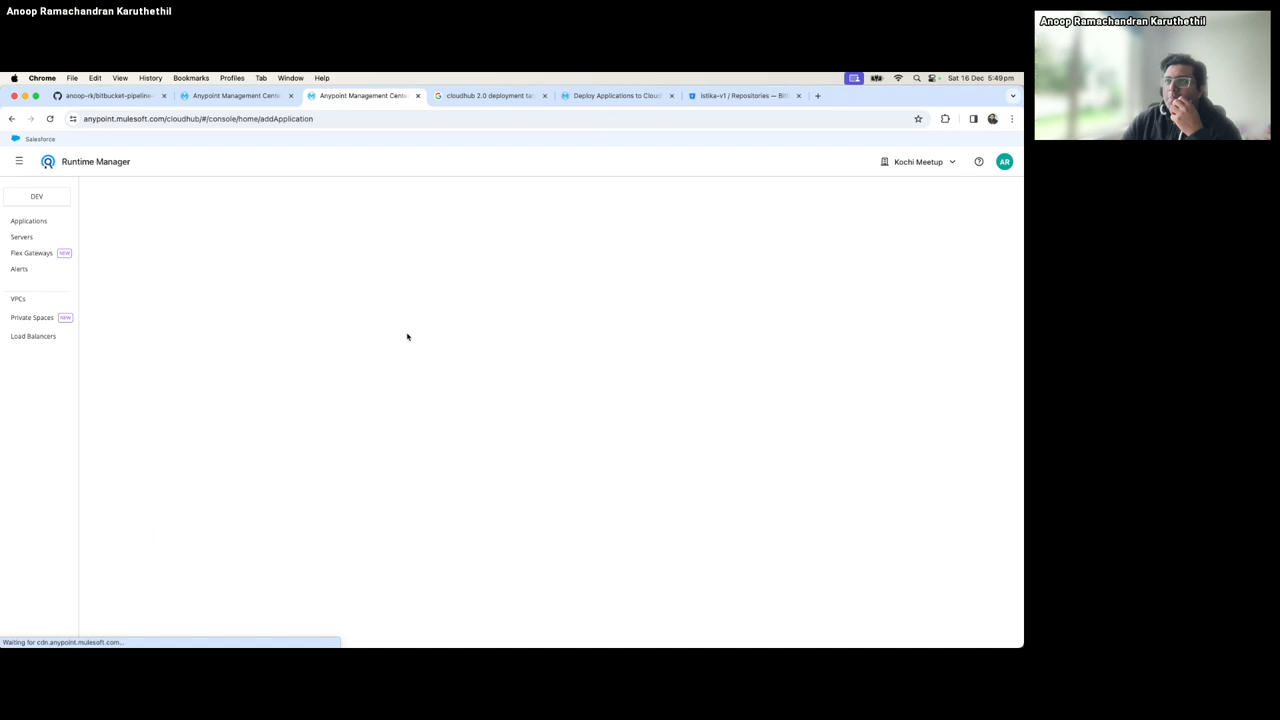 Anoop Ramachandran Karuthethil
Anoop Ramachandran Karuthethil
Chrome File Edit View History Bookmarks Profiles Tab Window Help Sat 16 Dec 5:49pm
anoop-rk/bitbucket-pipeline- Anypoint Management Cente Anypoint Management Cente cloudhub 2.0 deployment ta Deploy Applications to Cloud istika-v1 / Repositories — Bit
anypoint.mulesoft.com/cloudhub/#/console/home/addApplication
Salesforce
Runtime Manager Kochi Meetup AR
DEV
Applications
Servers
Flex Gateways NEW
Alerts
VPCs
Private Spaces NEW
Load Balancers
Waiting for cdn.anypoint.mulesoft.com...